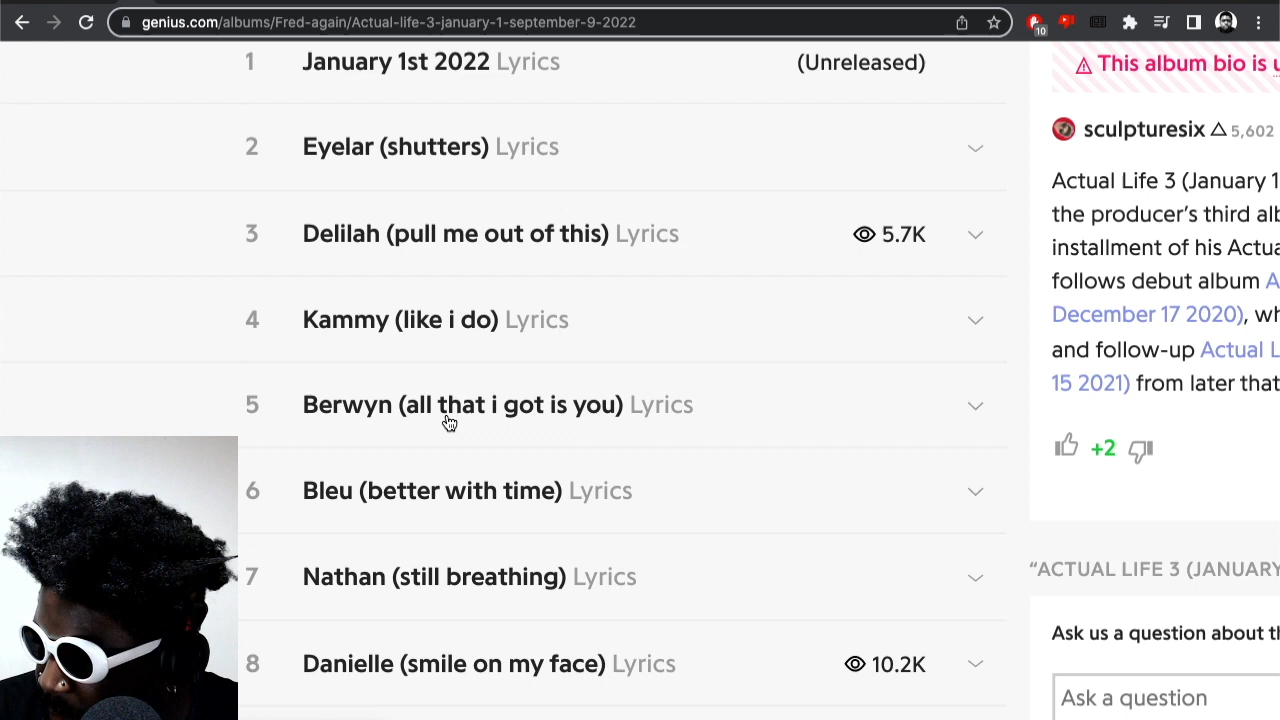 genius.com/albums/Fred-again/Actual-life-3-january-1-september-9-2022
10
1 January 1st 2022 Lyrics (Unreleased)
2 Eyelar (shutters) Lyrics
3 Delilah (pull me out of this) Lyrics 5.7K
4 Kammy (like i do) Lyrics
5 Berwyn (all that i got is you) Lyrics
6 Bleu (better with time) Lyrics
7 Nathan (still breathing) Lyrics
8 Danielle (smile on my face) Lyrics 10.2K
This album bio is u
sculpturesix 5,602
Actual Life 3 (January 1
the producer's third alb
installment of his Actua
follows debut album A
December 17 2020), wh
and follow-up Actual L
15 2021) from later that
+2
“ACTUAL LIFE 3 (JANUARY
Ask us a question about th
Ask a question